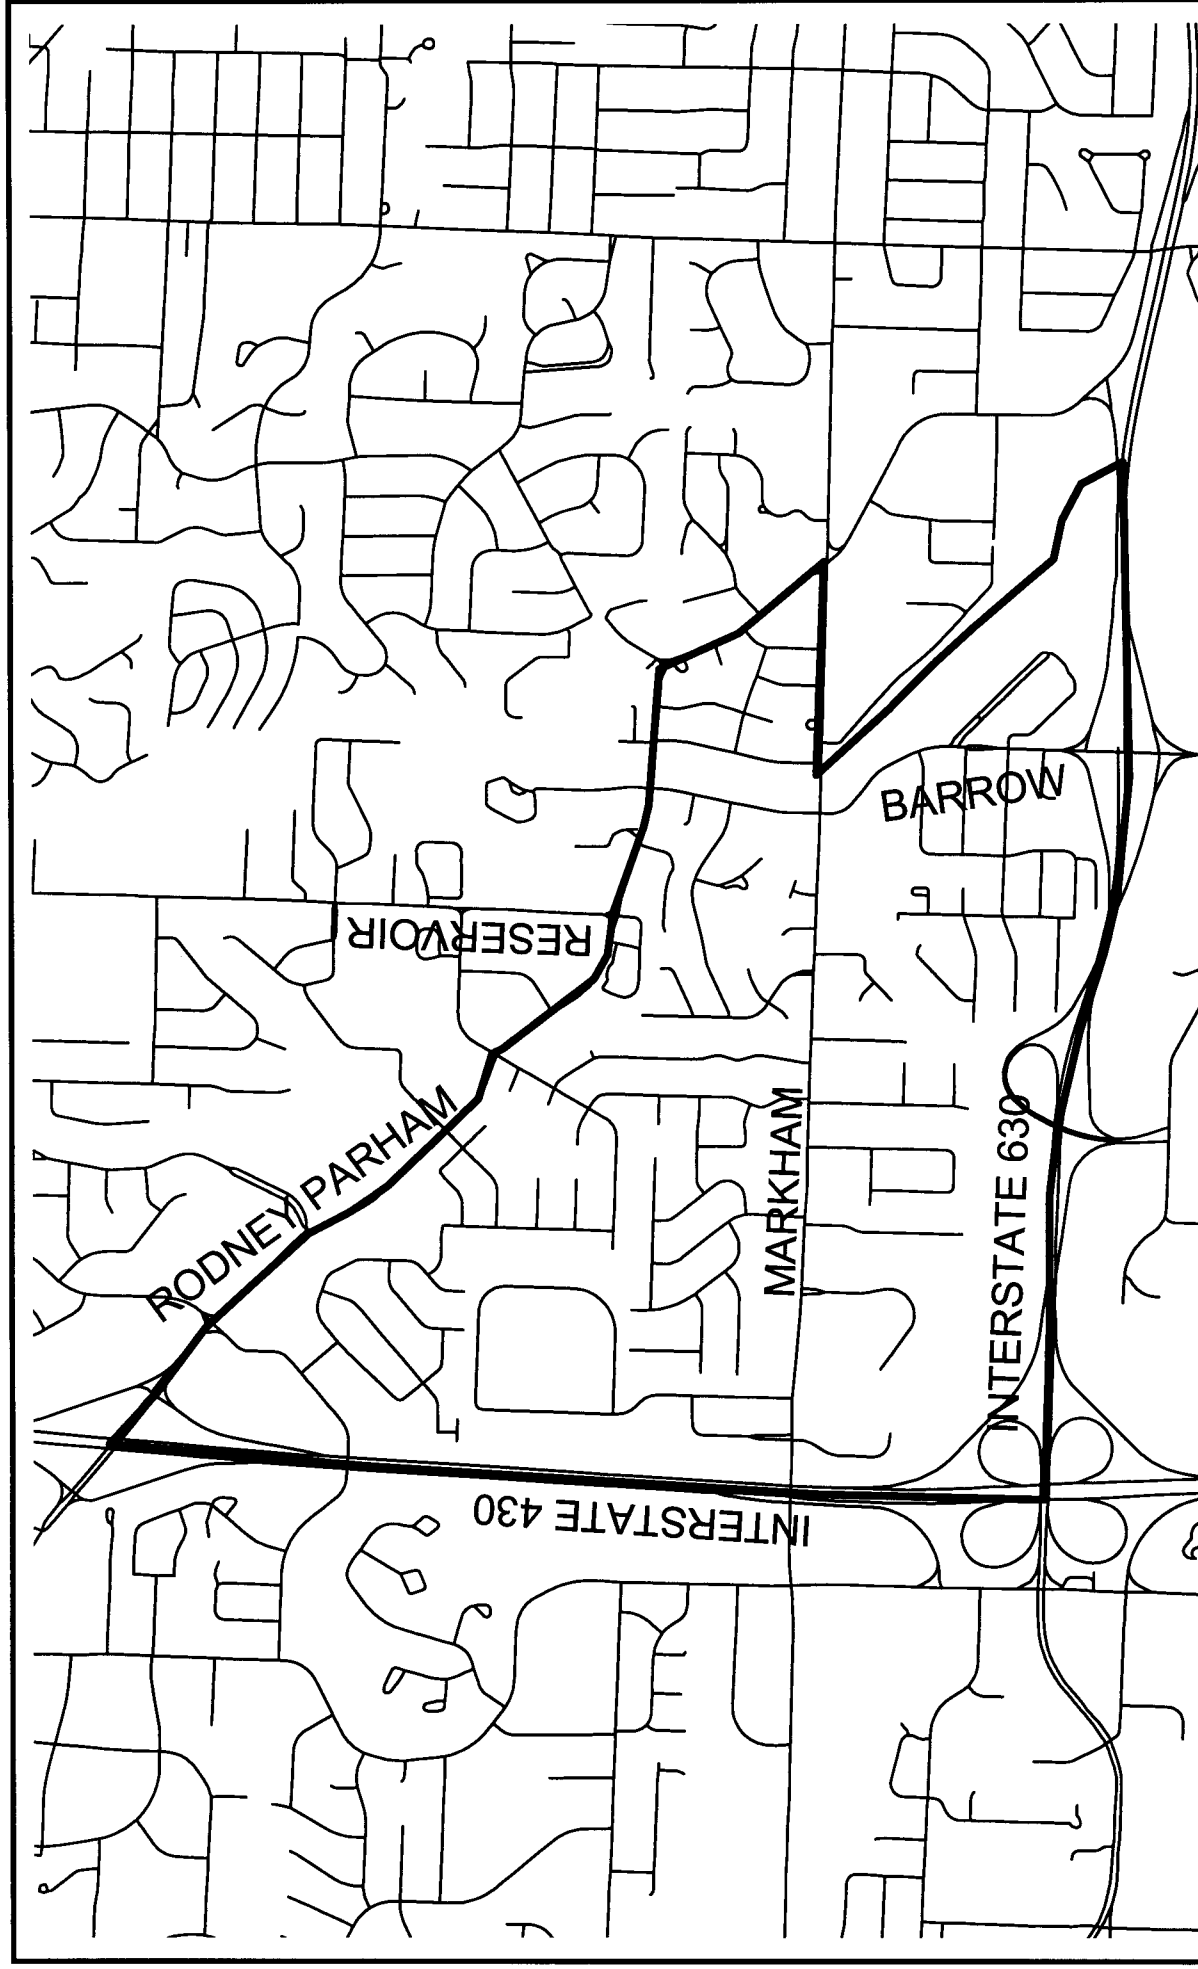 RESERVOIR
BARROW
RODNEY PARHAM
MARKHAM
INTERSTATE 630
INTERSTATE 430